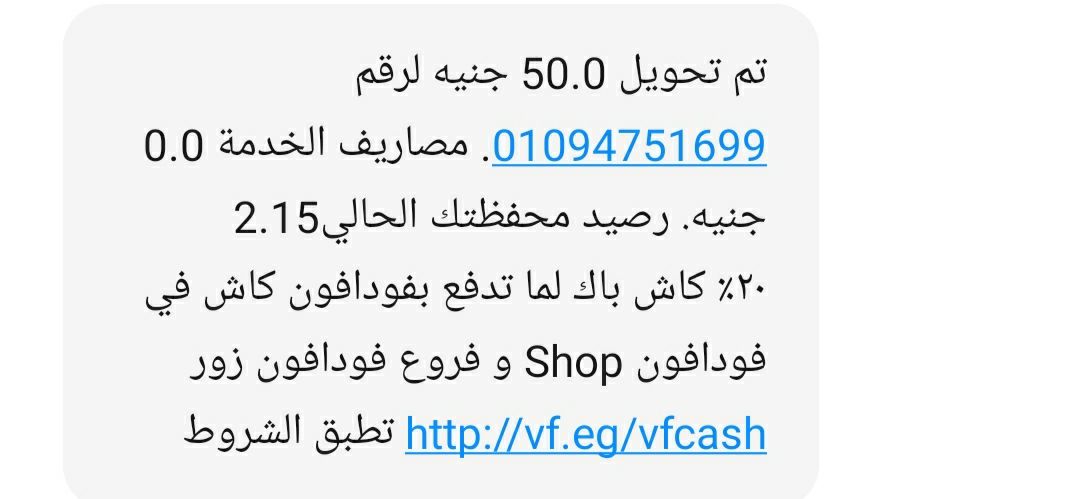 تم تحويل 50.0 جنيه لرقم
01094751699. مصاريف الخدمة 0.0
جنيه. رصيد محفظتك الحالي2.15
٢٠٪ كاش باك لما تدفع بفودافون كاش في
فودافون Shop و فروع فودافون زور
http://vf.eg/vfcash تطبق الشروط